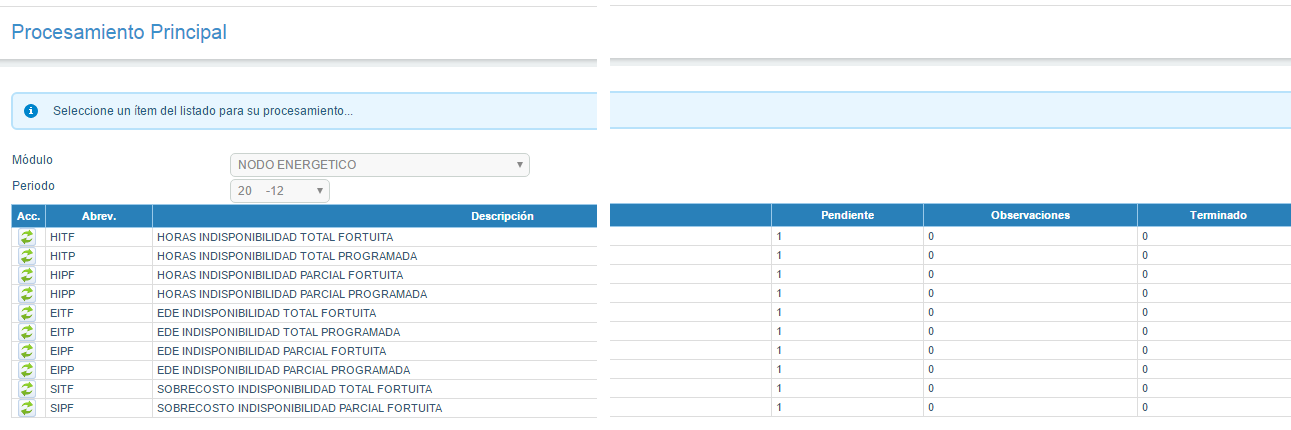 Procesamiento Principal
Seleccione un ítem del listado para su procesamiento...
Módulo NODO ENERGETICO
Periodo 20 -12
Acc. Abrev. Descripción Pendiente Observaciones Terminado
HITF HORAS INDISPONIBILIDAD TOTAL FORTUITA 1 0 0
HITP HORAS INDISPONIBILIDAD TOTAL PROGRAMADA 1 0 0
HIPF HORAS INDISPONIBILIDAD PARCIAL FORTUITA 1 0 0
HIPP HORAS INDISPONIBILIDAD PARCIAL PROGRAMADA 1 0 0
EITF EDE INDISPONIBILIDAD TOTAL FORTUITA 1 0 0
EITP EDE INDISPONIBILIDAD TOTAL PROGRAMADA 1 0 0
EIPF EDE INDISPONIBILIDAD PARCIAL FORTUITA 1 0 0
EIPP EDE INDISPONIBILIDAD PARCIAL PROGRAMADA 1 0 0
SITF SOBRECOSTO INDISPONIBILIDAD TOTAL FORTUITA 1 0 0
SIPF SOBRECOSTO INDISPONIBILIDAD PARCIAL FORTUITA 1 0 0